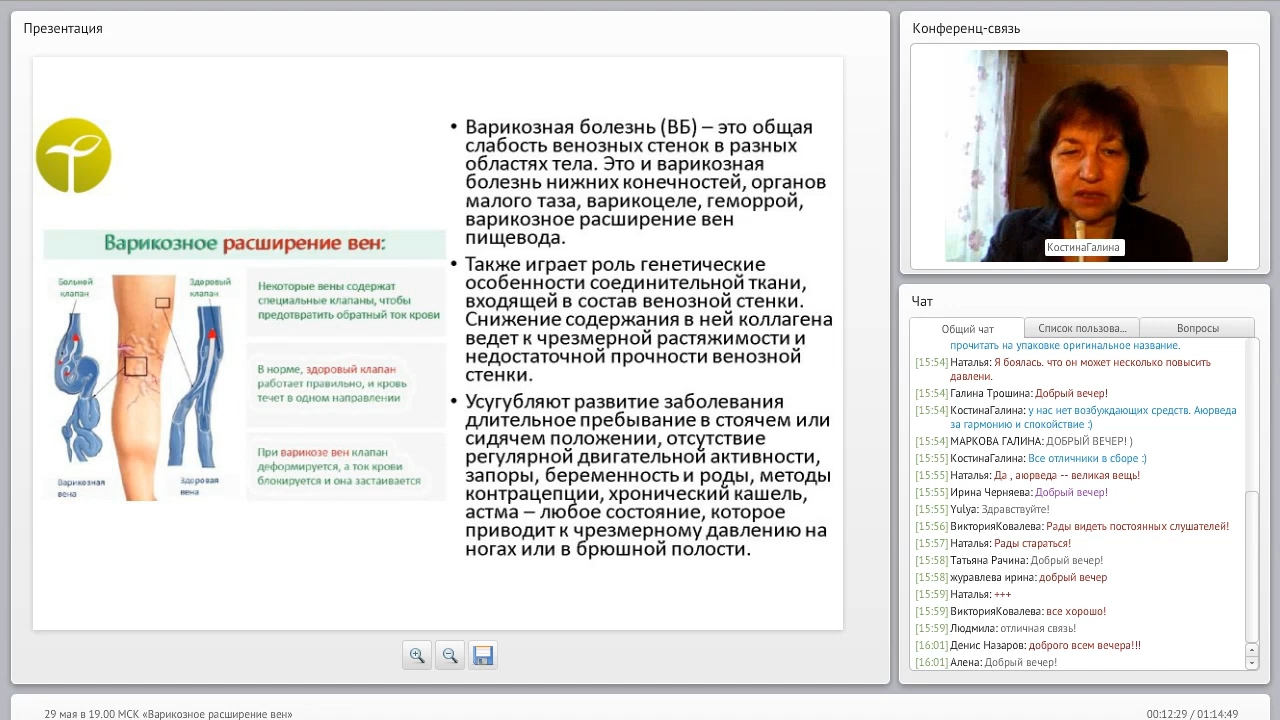 Презентация
Варикозное расширение вен:
Больной
клапан
Здоровый
клапан
Варикозная
вена
Здоровая
вена
Некоторые вены содержат
специальные клапаны, чтобы
предотвратить обратный ток крови
В норме, здоровый клапан
работает правильно, и кровь
течет в одном направлении
При варикозе вен клапан
деформируется, а ток крови
блокируется и она застаивается
• Варикозная болезнь (ВБ) – это общая
слабость венозных стенок в разных
областях тела. Это и варикозная
болезнь нижних конечностей, органов
малого таза, варикоцеле, геморрой,
варикозное расширение вен
пищевода.
• Также играет роль генетические
особенности соединительной ткани,
входящей в состав венозной стенки.
Снижение содержания в ней коллагена
ведет к чрезмерной растяжимости и
недостаточной прочности венозной
стенки.
• Усугубляют развитие заболевания
длительное пребывание в стоячем или
сидячем положении, отсутствие
регулярной двигательной активности,
запоры, беременность и роды, методы
контрацепции, хронический кашель,
астма – любое состояние, которое
приводит к чрезмерному давлению на
ногах или в брюшной полости.
Конференц-связь
КостинаГалина
Чат
Общий чат
Список пользова...
Вопросы
прочитать на упаковке оригинальное название.
[15:54] Наталья: Я боялась. что он может несколько повысить
давлени.
[15:54] Галина Трошина: Добрый вечер!
[15:54] КостинаГалина: у нас нет возбуждающих средств. Аюрведа
за гармонию и спокойствие :)
[15:54] МАРКОВА ГАЛИНА: ДОБРЫЙ ВЕЧЕР! )
[15:55] КостинаГалина: Все отличники в сборе :)
[15:55] Наталья: Да , аюрведа -- великая вещь!
[15:55] Ирина Черняева: Добрый вечер!
[15:55] Yulya: Здравствуйте!
[15:56] ВикторияКовалева: Рады видеть постоянных слушателей!
[15:57] Наталья: Рады стараться!
[15:58] Татьяна Рачина: Добрый вечер!
[15:58] журавлева ирина: добрый вечер
[15:59] Наталья: +++
[15:59] ВикторияКовалева: все хорошо!
[15:59] Людмила: отличная связь!
[16:01] Денис Назаров: доброго всем вечера!!!
[16:01] Алена: Добрый вечер!
29 мая в 19.00 МСК «Варикозное расширение вен»
00:12:29 / 01:14:49